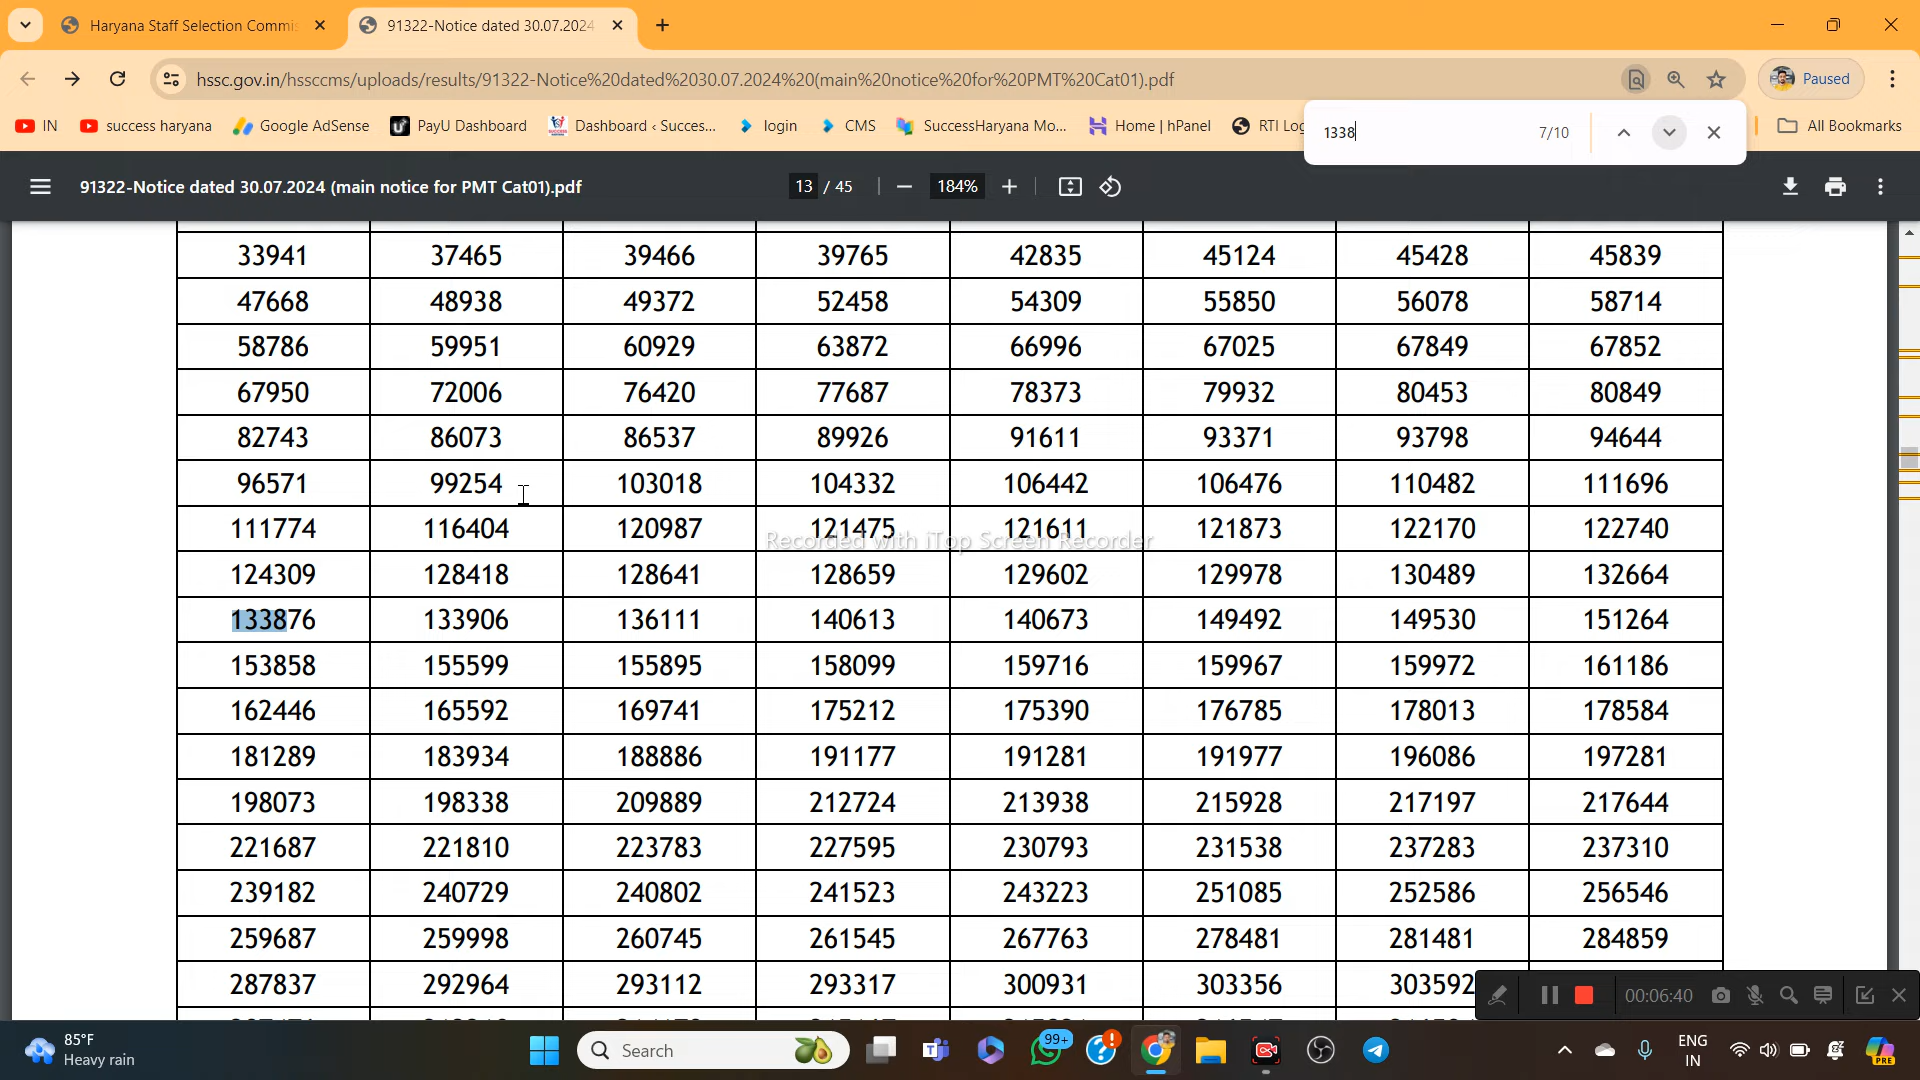 Haryana Staff Selection Commis
91322-Notice dated 30.07.2024
hssc.gov.in/hssccms/uploads/results/91322-Notice%20dated%2030.07.2024%20(main%20notice%20for%20PMT%20Cat01).pdf
Paused
IN success haryana Google AdSense PayU Dashboard Dashboard ‹ Succes... login CMS SuccessHaryana Mo... Home | hPanel RTI Log All Bookmarks
1338 7/10
91322-Notice dated 30.07.2024 (main notice for PMT Cat01).pdf 13 / 45 184%
33941 37465 39466 39765 42835 45124 45428 45839
47668 48938 49372 52458 54309 55850 56078 58714
58786 59951 60929 63872 66996 67025 67849 67852
67950 72006 76420 77687 78373 79932 80453 80849
82743 86073 86537 89926 91611 93371 93798 94644
96571 99254 103018 104332 106442 106476 110482 111696
111774 116404 120987 121475 121611 121873 122170 122740
Recorded with iTop Screen Recorder
124309 128418 128641 128659 129602 129978 130489 132664
133876 133906 136111 140613 140673 149492 149530 151264
153858 155599 155895 158099 159716 159967 159972 161186
162446 165592 169741 175212 175390 176785 178013 178584
181289 183934 188886 191177 191281 191977 196086 197281
198073 198338 209889 212724 213938 215928 217197 217644
221687 221810 223783 227595 230793 231538 237283 237310
239182 240729 240802 241523 243223 251085 252586 256546
259687 259998 260745 261545 267763 278481 281481 284859
287837 292964 293112 293317 300931 303356 303592
00:06:40
85°F
Heavy rain
Search
99+
ENG
IN
PRE